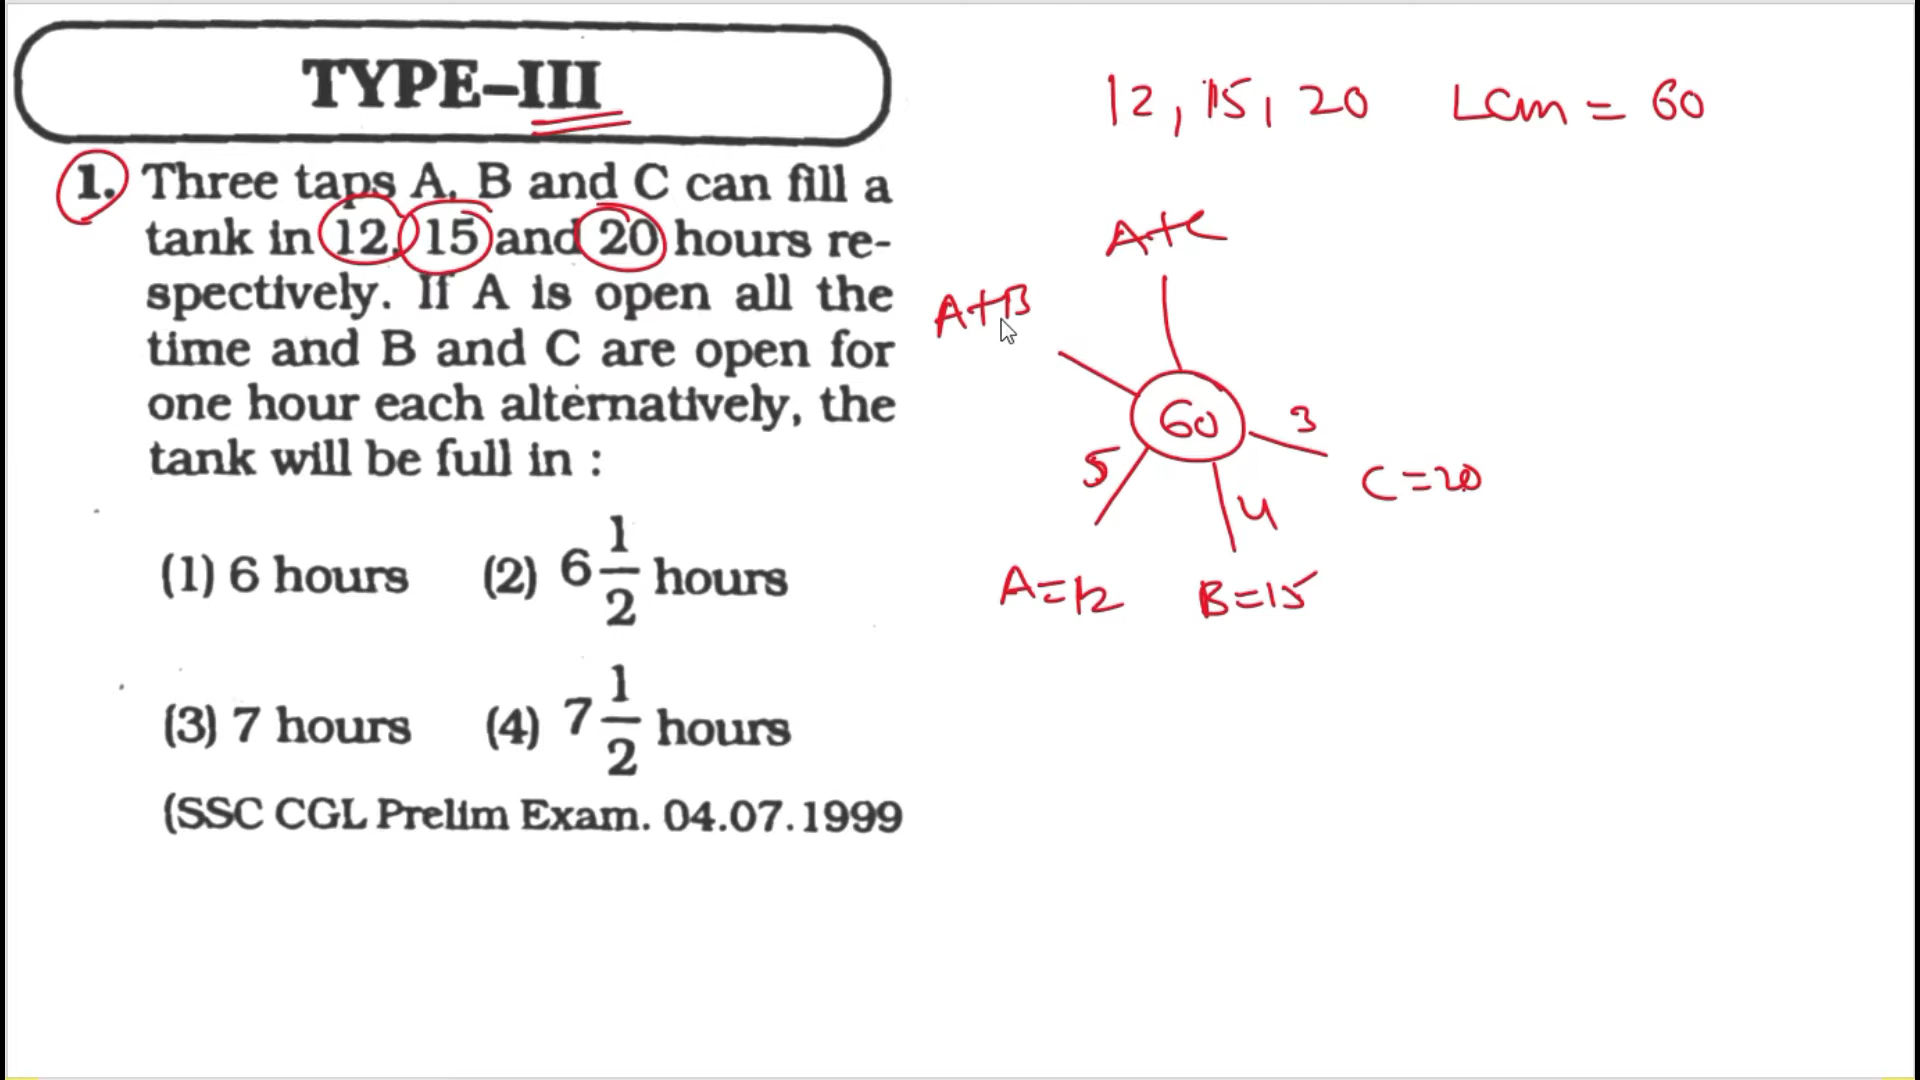 TYPE–III
1. Three taps A, B and C can fill a
tank in 12, 15 and 20 hours re-
spectively. If A is open all the
time and B and C are open for
one hour each alternatively, the
tank will be full in :
(1) 6 hours (2) 6 1/2 hours
(3) 7 hours (4) 7 1/2 hours
(SSC CGL Prelim Exam. 04.07.1999
12, 15, 20 LCM = 60
A+C
A+B
60
3
5
4
C=20
A=12 B=15